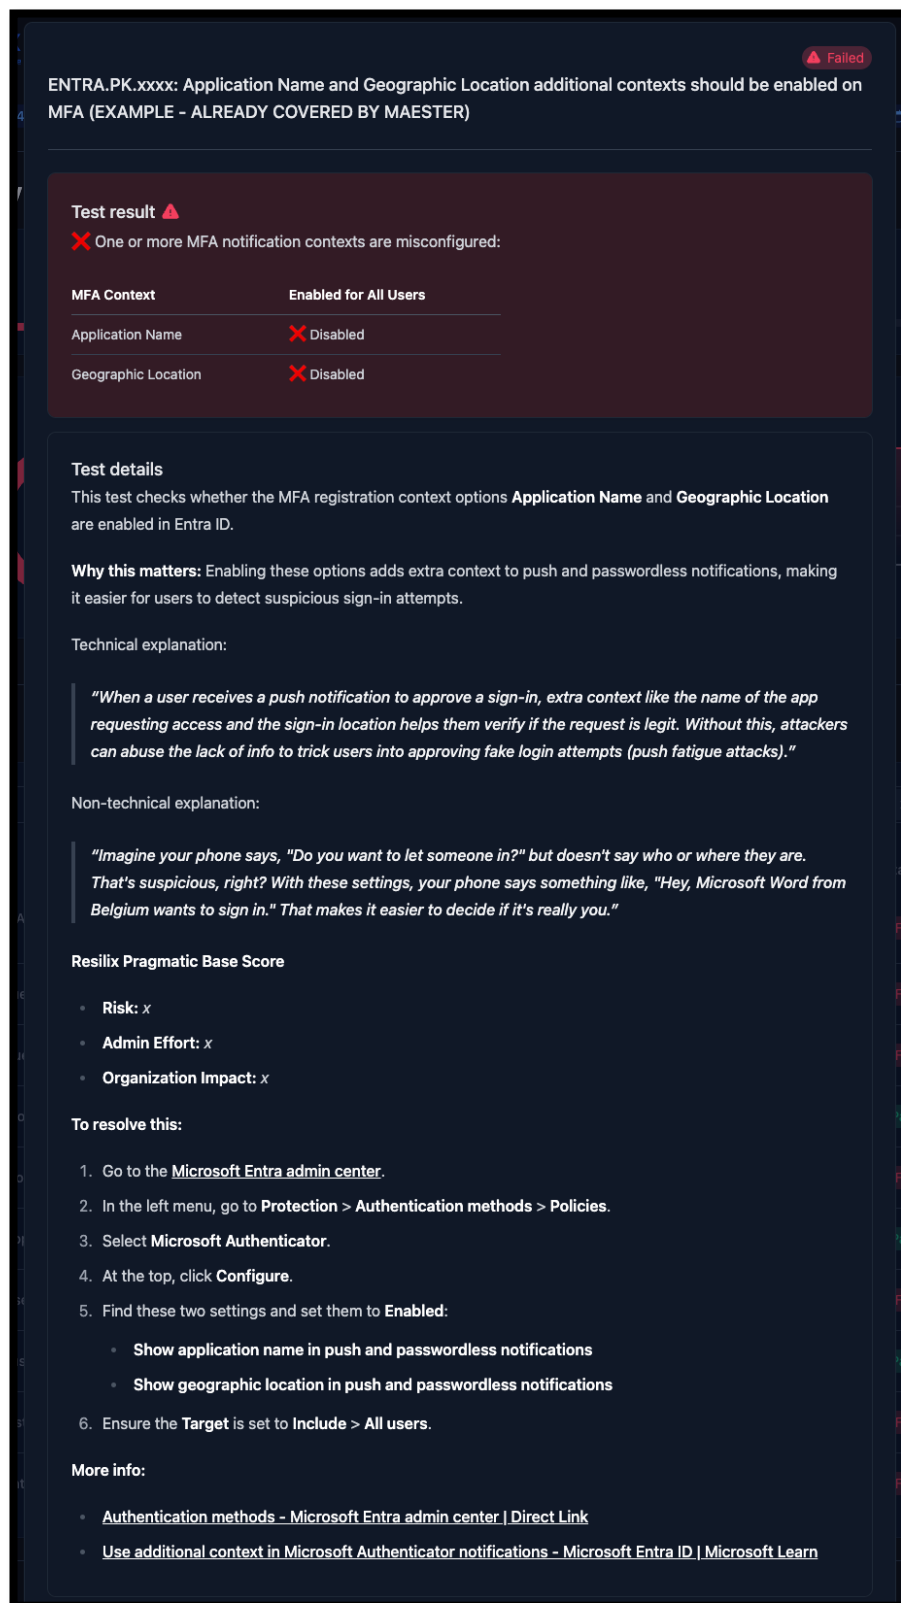 Failed
ENTRA.PK.xxxx: Application Name and Geographic Location additional contexts should be enabled on
MFA (EXAMPLE - ALREADY COVERED BY MAESTER)
Test result
❌ One or more MFA notification contexts are misconfigured:
MFA Context Enabled for All Users
Application Name ❌ Disabled
Geographic Location ❌ Disabled
Test details
This test checks whether the MFA registration context options Application Name and Geographic Location
are enabled in Entra ID.
Why this matters: Enabling these options adds extra context to push and passwordless notifications, making
it easier for users to detect suspicious sign-in attempts.
Technical explanation:
“When a user receives a push notification to approve a sign-in, extra context like the name of the app
requesting access and the sign-in location helps them verify if the request is legit. Without this, attackers
can abuse the lack of info to trick users into approving fake login attempts (push fatigue attacks).”
Non-technical explanation:
“Imagine your phone says, "Do you want to let someone in?" but doesn't say who or where they are.
That's suspicious, right? With these settings, your phone says something like, "Hey, Microsoft Word from
Belgium wants to sign in." That makes it easier to decide if it's really you.”
Resilix Pragmatic Base Score
• Risk: x
• Admin Effort: x
• Organization Impact: x
To resolve this:
1. Go to the Microsoft Entra admin center.
2. In the left menu, go to Protection > Authentication methods > Policies.
3. Select Microsoft Authenticator.
4. At the top, click Configure.
5. Find these two settings and set them to Enabled:
• Show application name in push and passwordless notifications
• Show geographic location in push and passwordless notifications
6. Ensure the Target is set to Include > All users.
More info:
• Authentication methods - Microsoft Entra admin center | Direct Link
• Use additional context in Microsoft Authenticator notifications - Microsoft Entra ID | Microsoft Learn